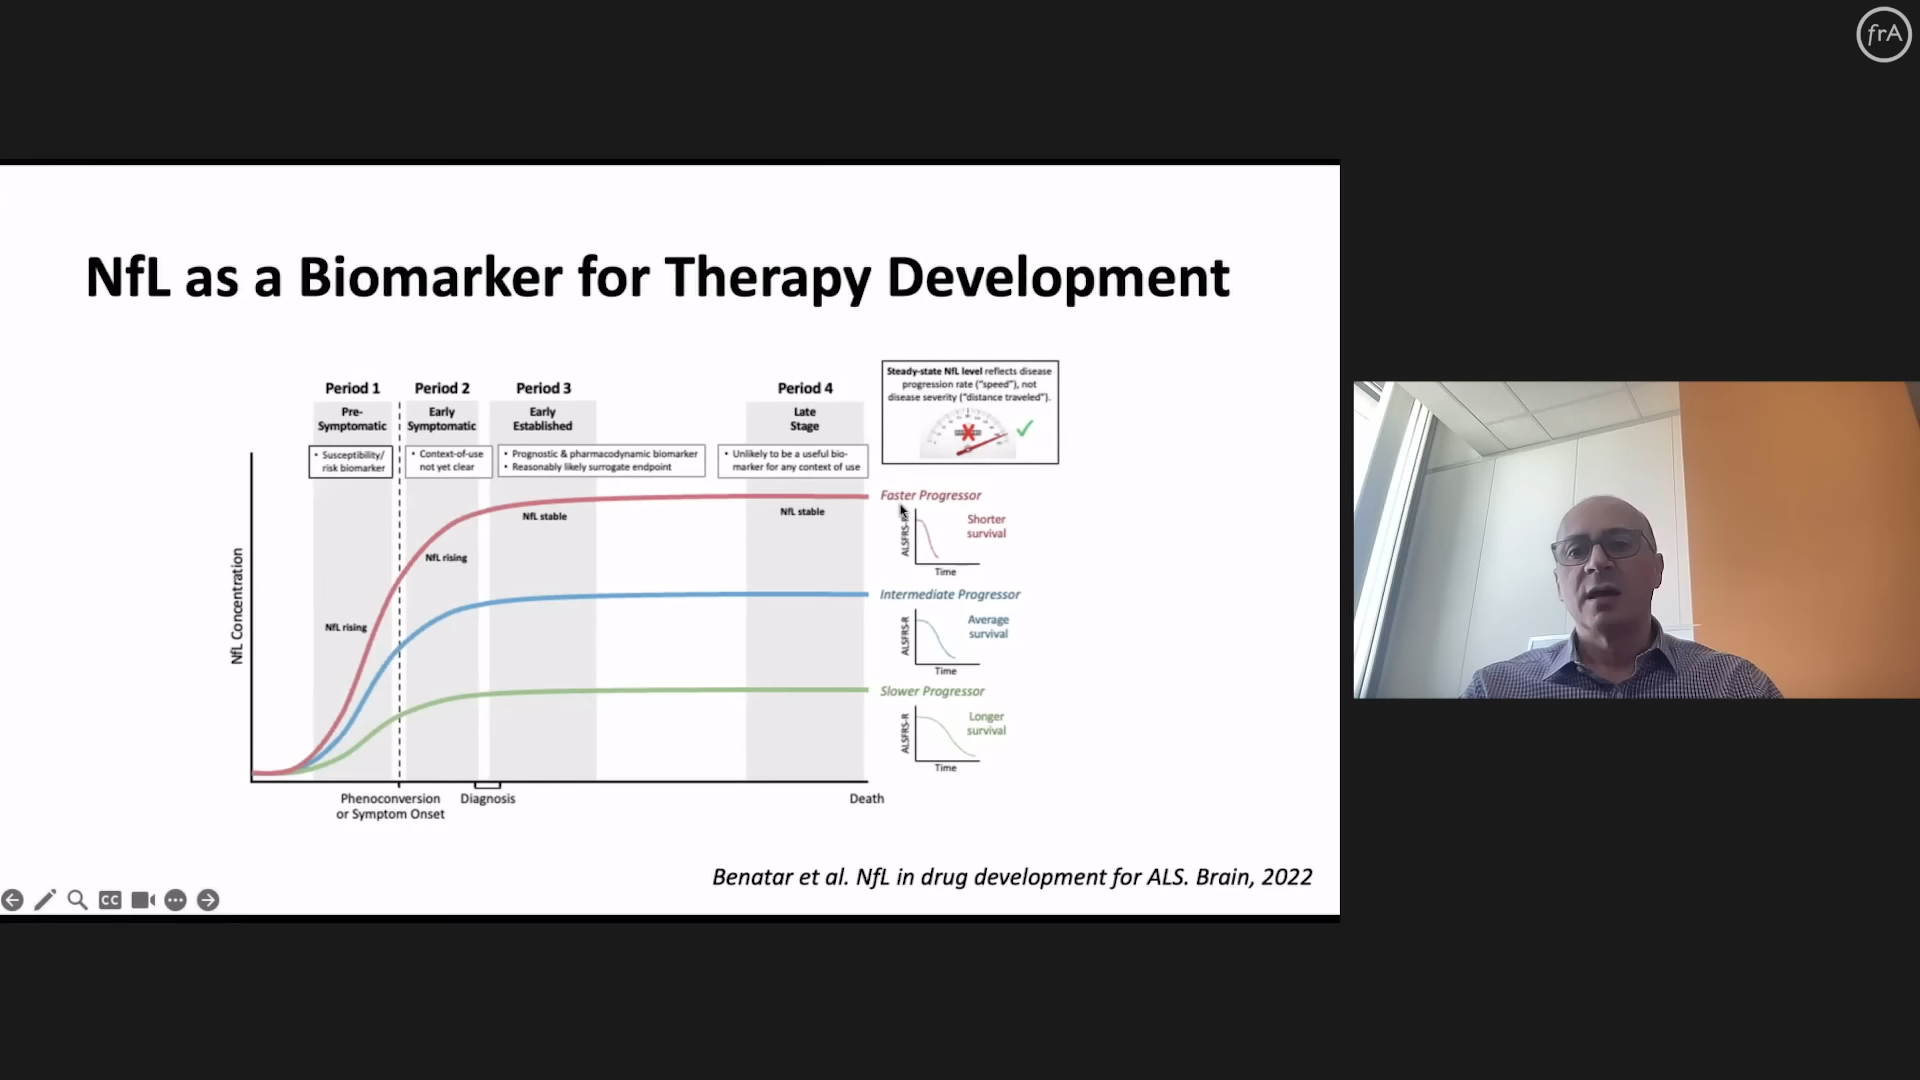 frA
NfL as a Biomarker for Therapy Development
Period 1
Pre-
Symptomatic
• Susceptibility/
risk biomarker
Period 2
Early
Symptomatic
• Context-of-use
not yet clear
Period 3
Early
Established
• Prognostic & pharmacodynamic biomarker
• Reasonably likely surrogate endpoint
Period 4
Late
Stage
• Unlikely to be a useful bio-
marker for any context of use
Steady-state NfL level reflects disease
progression rate ("speed"), not
disease severity ("distance traveled").
NfL Concentration
NfL rising
NfL rising
NfL stable
NfL stable
Faster Progressor
ALSFRS-R
Shorter
survival
Time
Intermediate Progressor
ALSFRS-R
Average
survival
Time
Slower Progressor
ALSFRS-R
Longer
survival
Time
Phenoconversion
or Symptom Onset
Diagnosis
Death
Benatar et al. NfL in drug development for ALS. Brain, 2022
CC